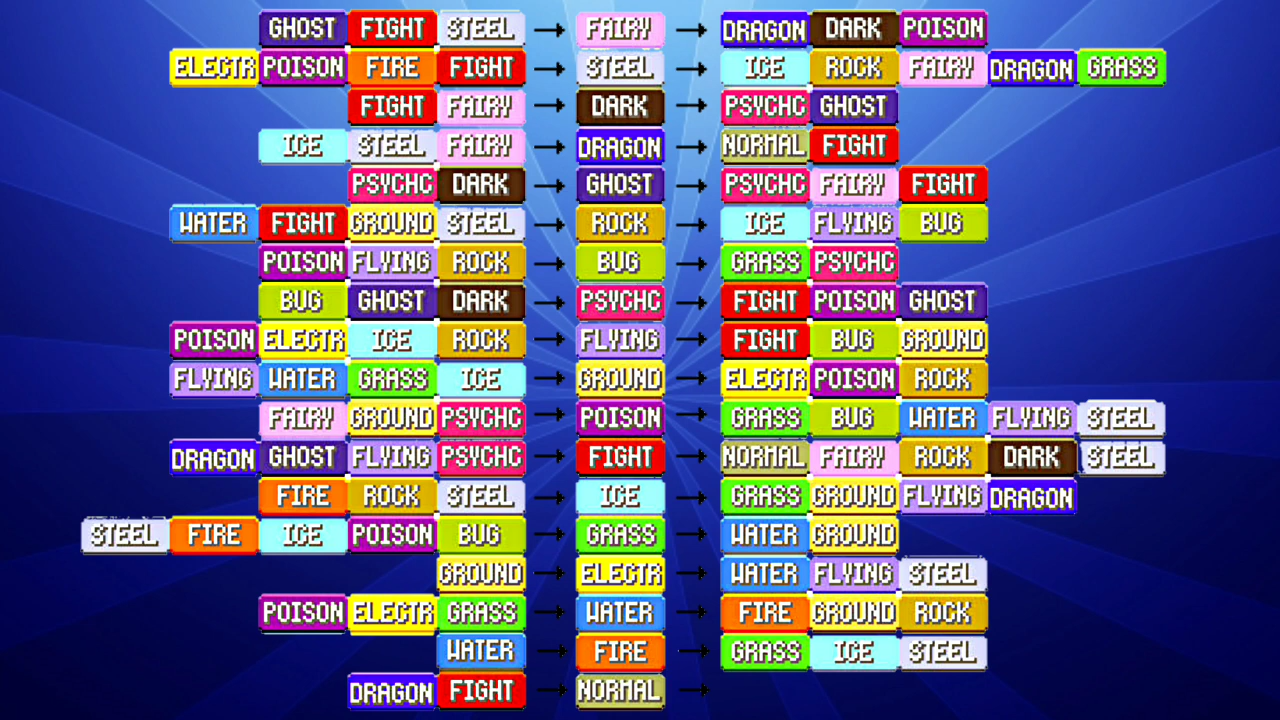 GHOST FIGHT STEEL → FAIRY → DRAGON DARK POISON
ELECTR POISON FIRE FIGHT → STEEL → ICE ROCK FAIRY DRAGON GRASS
FIGHT FAIRY → DARK → PSYCHC GHOST
ICE STEEL FAIRY → DRAGON → NORMAL FIGHT
PSYCHC DARK → GHOST → PSYCHC FAIRY FIGHT
WATER FIGHT GROUND STEEL → ROCK → ICE FLYING BUG
POISON FLYING ROCK → BUG → GRASS PSYCHC
BUG GHOST DARK → PSYCHC → FIGHT POISON GHOST
POISON ELECTR ICE ROCK → FLYING → FIGHT BUG GROUND
FLYING WATER GRASS ICE → GROUND → ELECTR POISON ROCK
FAIRY GROUND PSYCHC → POISON → GRASS BUG WATER FLYING STEEL
DRAGON GHOST FLYING PSYCHC → FIGHT → NORMAL FAIRY ROCK DARK STEEL
FIRE ROCK STEEL → ICE → GRASS GROUND FLYING DRAGON
STEEL FIRE ICE POISON BUG → GRASS → WATER GROUND
GROUND → ELECTR → WATER FLYING STEEL
POISON ELECTR GRASS → WATER → FIRE GROUND ROCK
WATER → FIRE → GRASS ICE STEEL
DRAGON FIGHT → NORMAL →